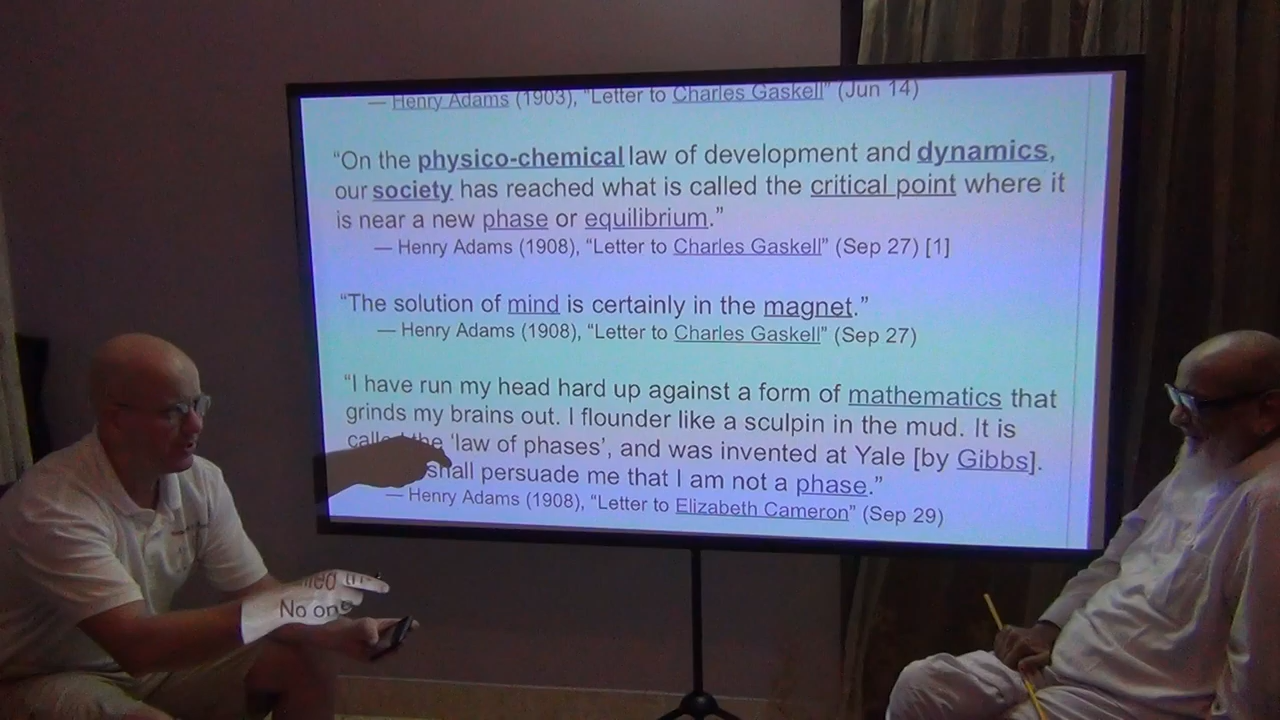 — Henry Adams (1903), “Letter to Charles Gaskell” (Jun 14)
“On the physico-chemical law of development and dynamics,
our society has reached what is called the critical point where it
is near a new phase or equilibrium.”
— Henry Adams (1908), “Letter to Charles Gaskell” (Sep 27) [1]
“The solution of mind is certainly in the magnet.”
— Henry Adams (1908), “Letter to Charles Gaskell” (Sep 27)
“I have run my head hard up against a form of mathematics that
grinds my brains out. I flounder like a sculpin in the mud. It is
called the ‘law of phases’, and was invented at Yale [by Gibbs].
No one shall persuade me that I am not a phase.”
— Henry Adams (1908), “Letter to Elizabeth Cameron” (Sep 29)